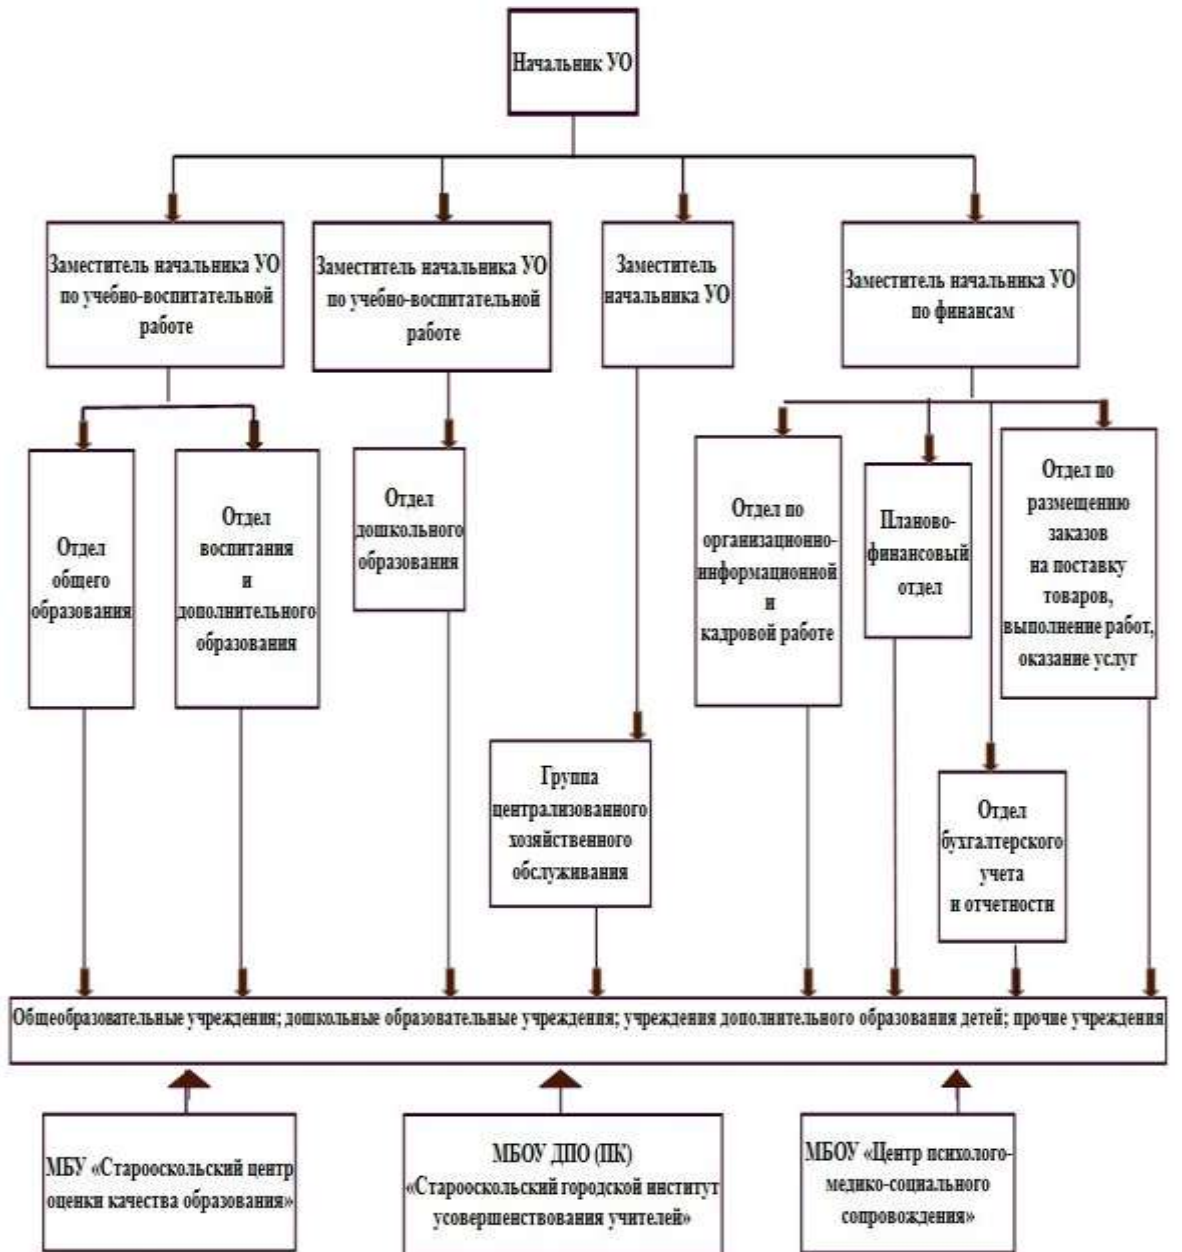 Начальник УО
Заместитель начальника УО
по учебно-воспитательной
работе
Заместитель начальника УО
по учебно-воспитательной
работе
Заместитель
начальника УО
Заместитель начальника УО
по финансам
Отдел
общего
образования
Отдел
воспитания
и
дополнительного
образования
Отдел
дошкольного
образования
Группа
централизованного
хозяйственного
обслуживания
Отдел по
организационно-
информационной
и
кадровой работе
Планово-
финансовый
отдел
Отдел по
размещению
заказов
на поставку
товаров,
выполнение работ,
оказание услуг
Отдел
бухгалтерского
учета
и отчетности
Общеобразовательные учреждения; дошкольные образовательные учреждения; учреждения дополнительного образования детей; прочие учреждения
МБУ «Старооскольский центр
оценки качества образования»
МБОУ ДПО (ПК)
«Старооскольский городской институт
усовершенствования учителей»
МБОУ «Центр психолого-
медико-социального
сопровождения»